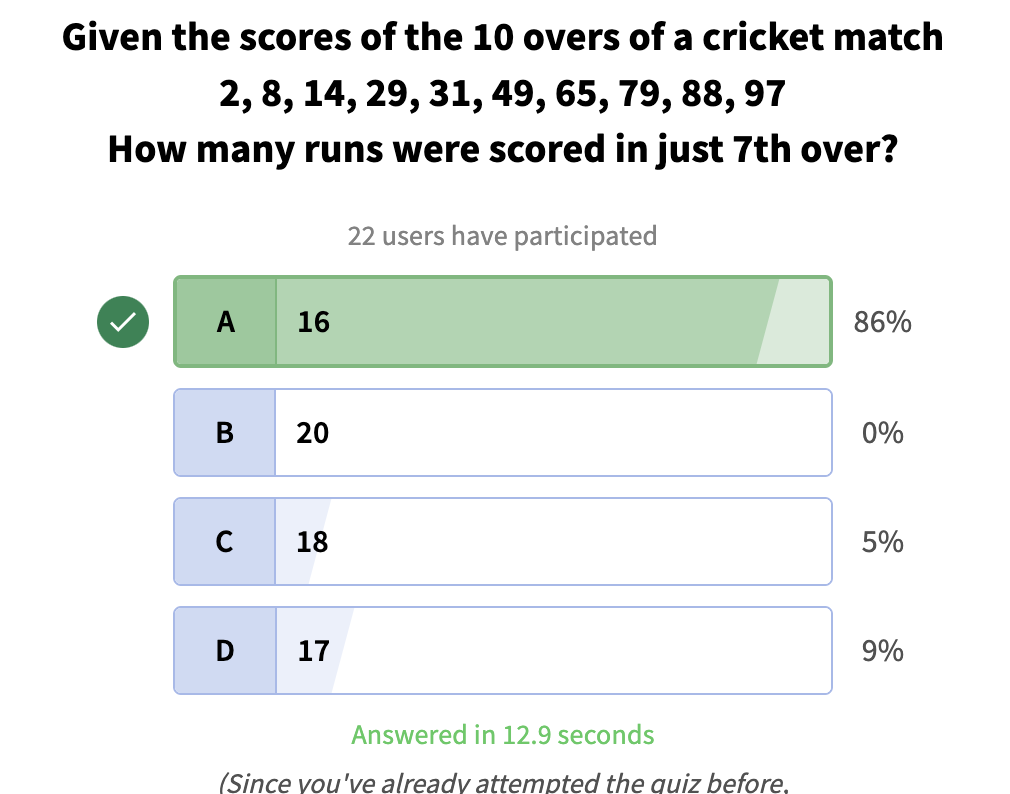 Given the scores of the 10 overs of a cricket match
2, 8, 14, 29, 31, 49, 65, 79, 88, 97
How many runs were scored in just 7th over?
22 users have participated
A 16 86%
B 20 0%
C 18 5%
D 17 9%
Answered in 12.9 seconds
(Since you've already attempted the quiz before,